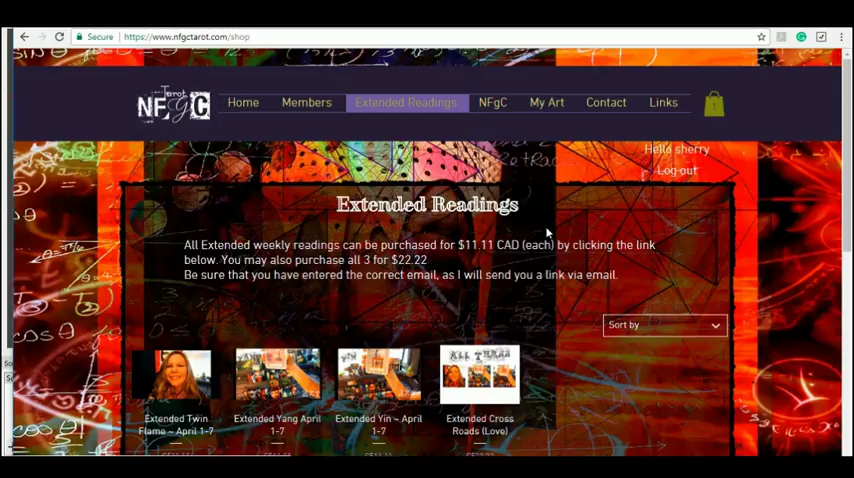 Secure https://www.nfgctarot.com/shop
Tarot
NFGC
Home Members Extended Readings NFgC My Art Contact Links
Hello sherry
Log out
Extended Readings
All Extended weekly readings can be purchased for $11.11 CAD (each) by clicking the link
below. You may also purchase all 3 for $22.22
Be sure that you have entered the correct email, as I will send you a link via email.
Sort by
ALL THREE
Extended Twin
Flame ~ April 1-7
Extended Yang April
1-7
Extended Yin ~ April
1-7
Extended Cross
Roads (Love)